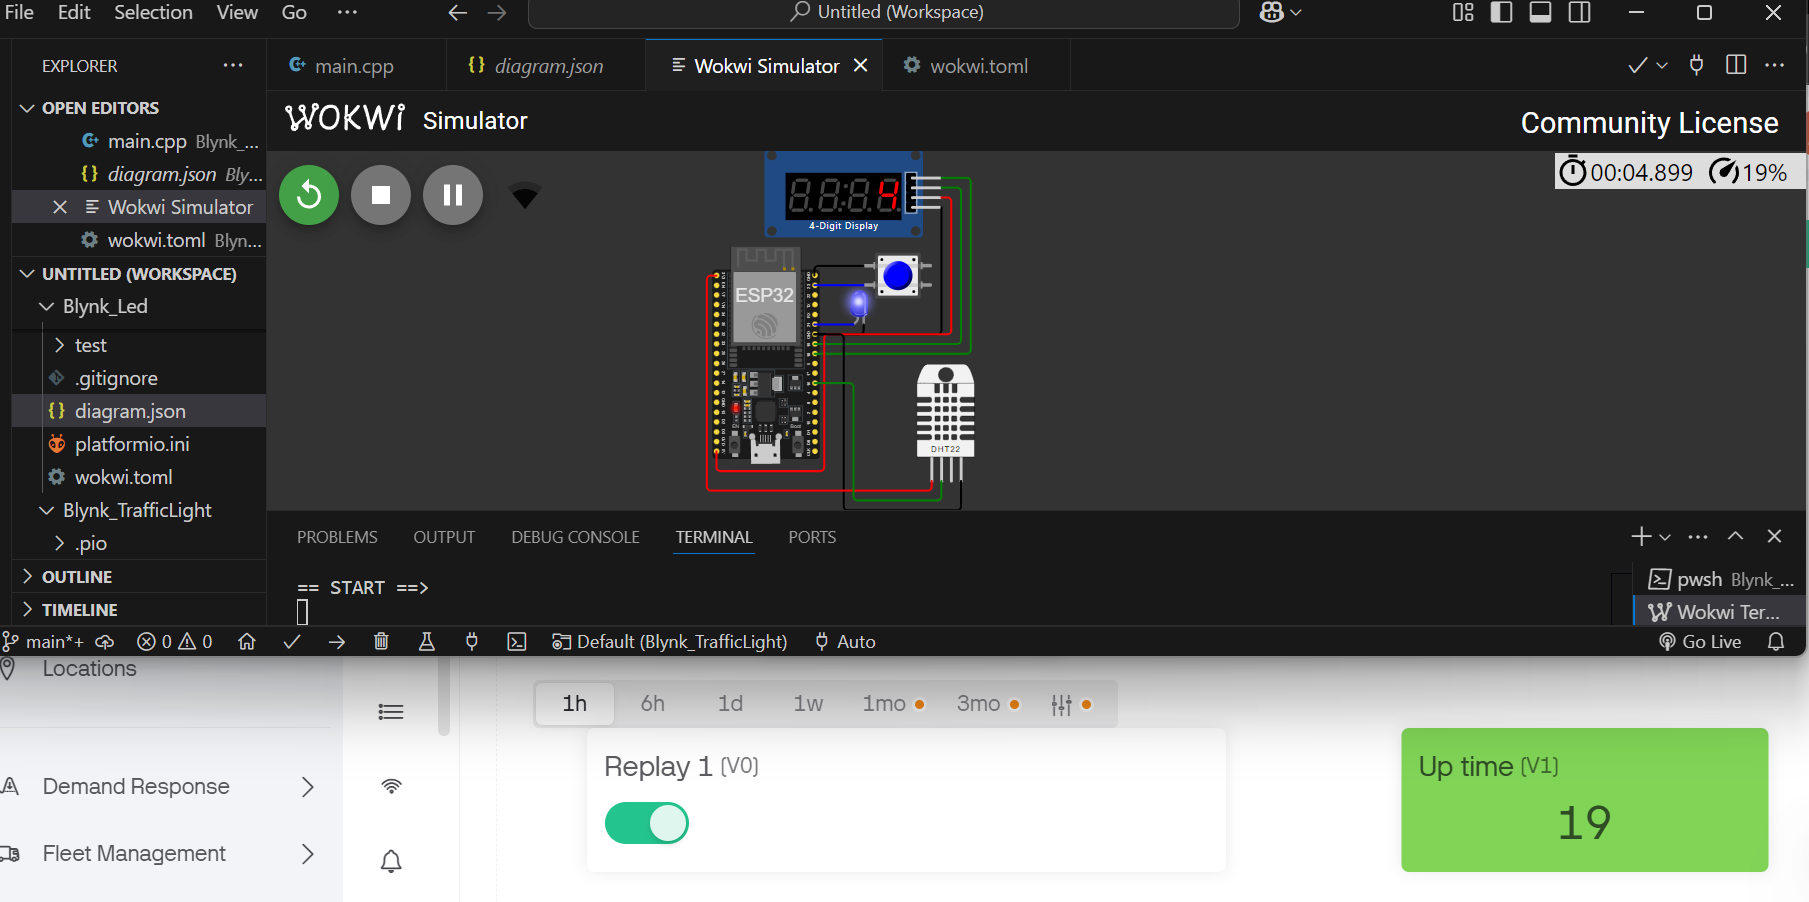 File Edit Selection View Go ··· Untitled (Workspace)
EXPLORER ···
main.cpp diagram.json Wokwi Simulator wokwi.toml
OPEN EDITORS
main.cpp Blynk_...
diagram.json Bly...
Wokwi Simulator
wokwi.toml Blyn...
UNTITLED (WORKSPACE)
Blynk_Led
test
.gitignore
diagram.json
platformio.ini
wokwi.toml
Blynk_TrafficLight
.pio
OUTLINE
TIMELINE
WOKWi Simulator
Community License
00:04.899 19%
4
4-Digit Display
ESP32
DHT22
PROBLEMS OUTPUT DEBUG CONSOLE TERMINAL PORTS
== START ==>
pwsh Blynk_...
Wokwi Ter...
main*+ 0 0 Default (Blynk_TrafficLight) Auto Go Live
Locations
Demand Response
Fleet Management
1h 6h 1d 1w 1mo 3mo
Replay 1 (V0)
Up time (V1)
19